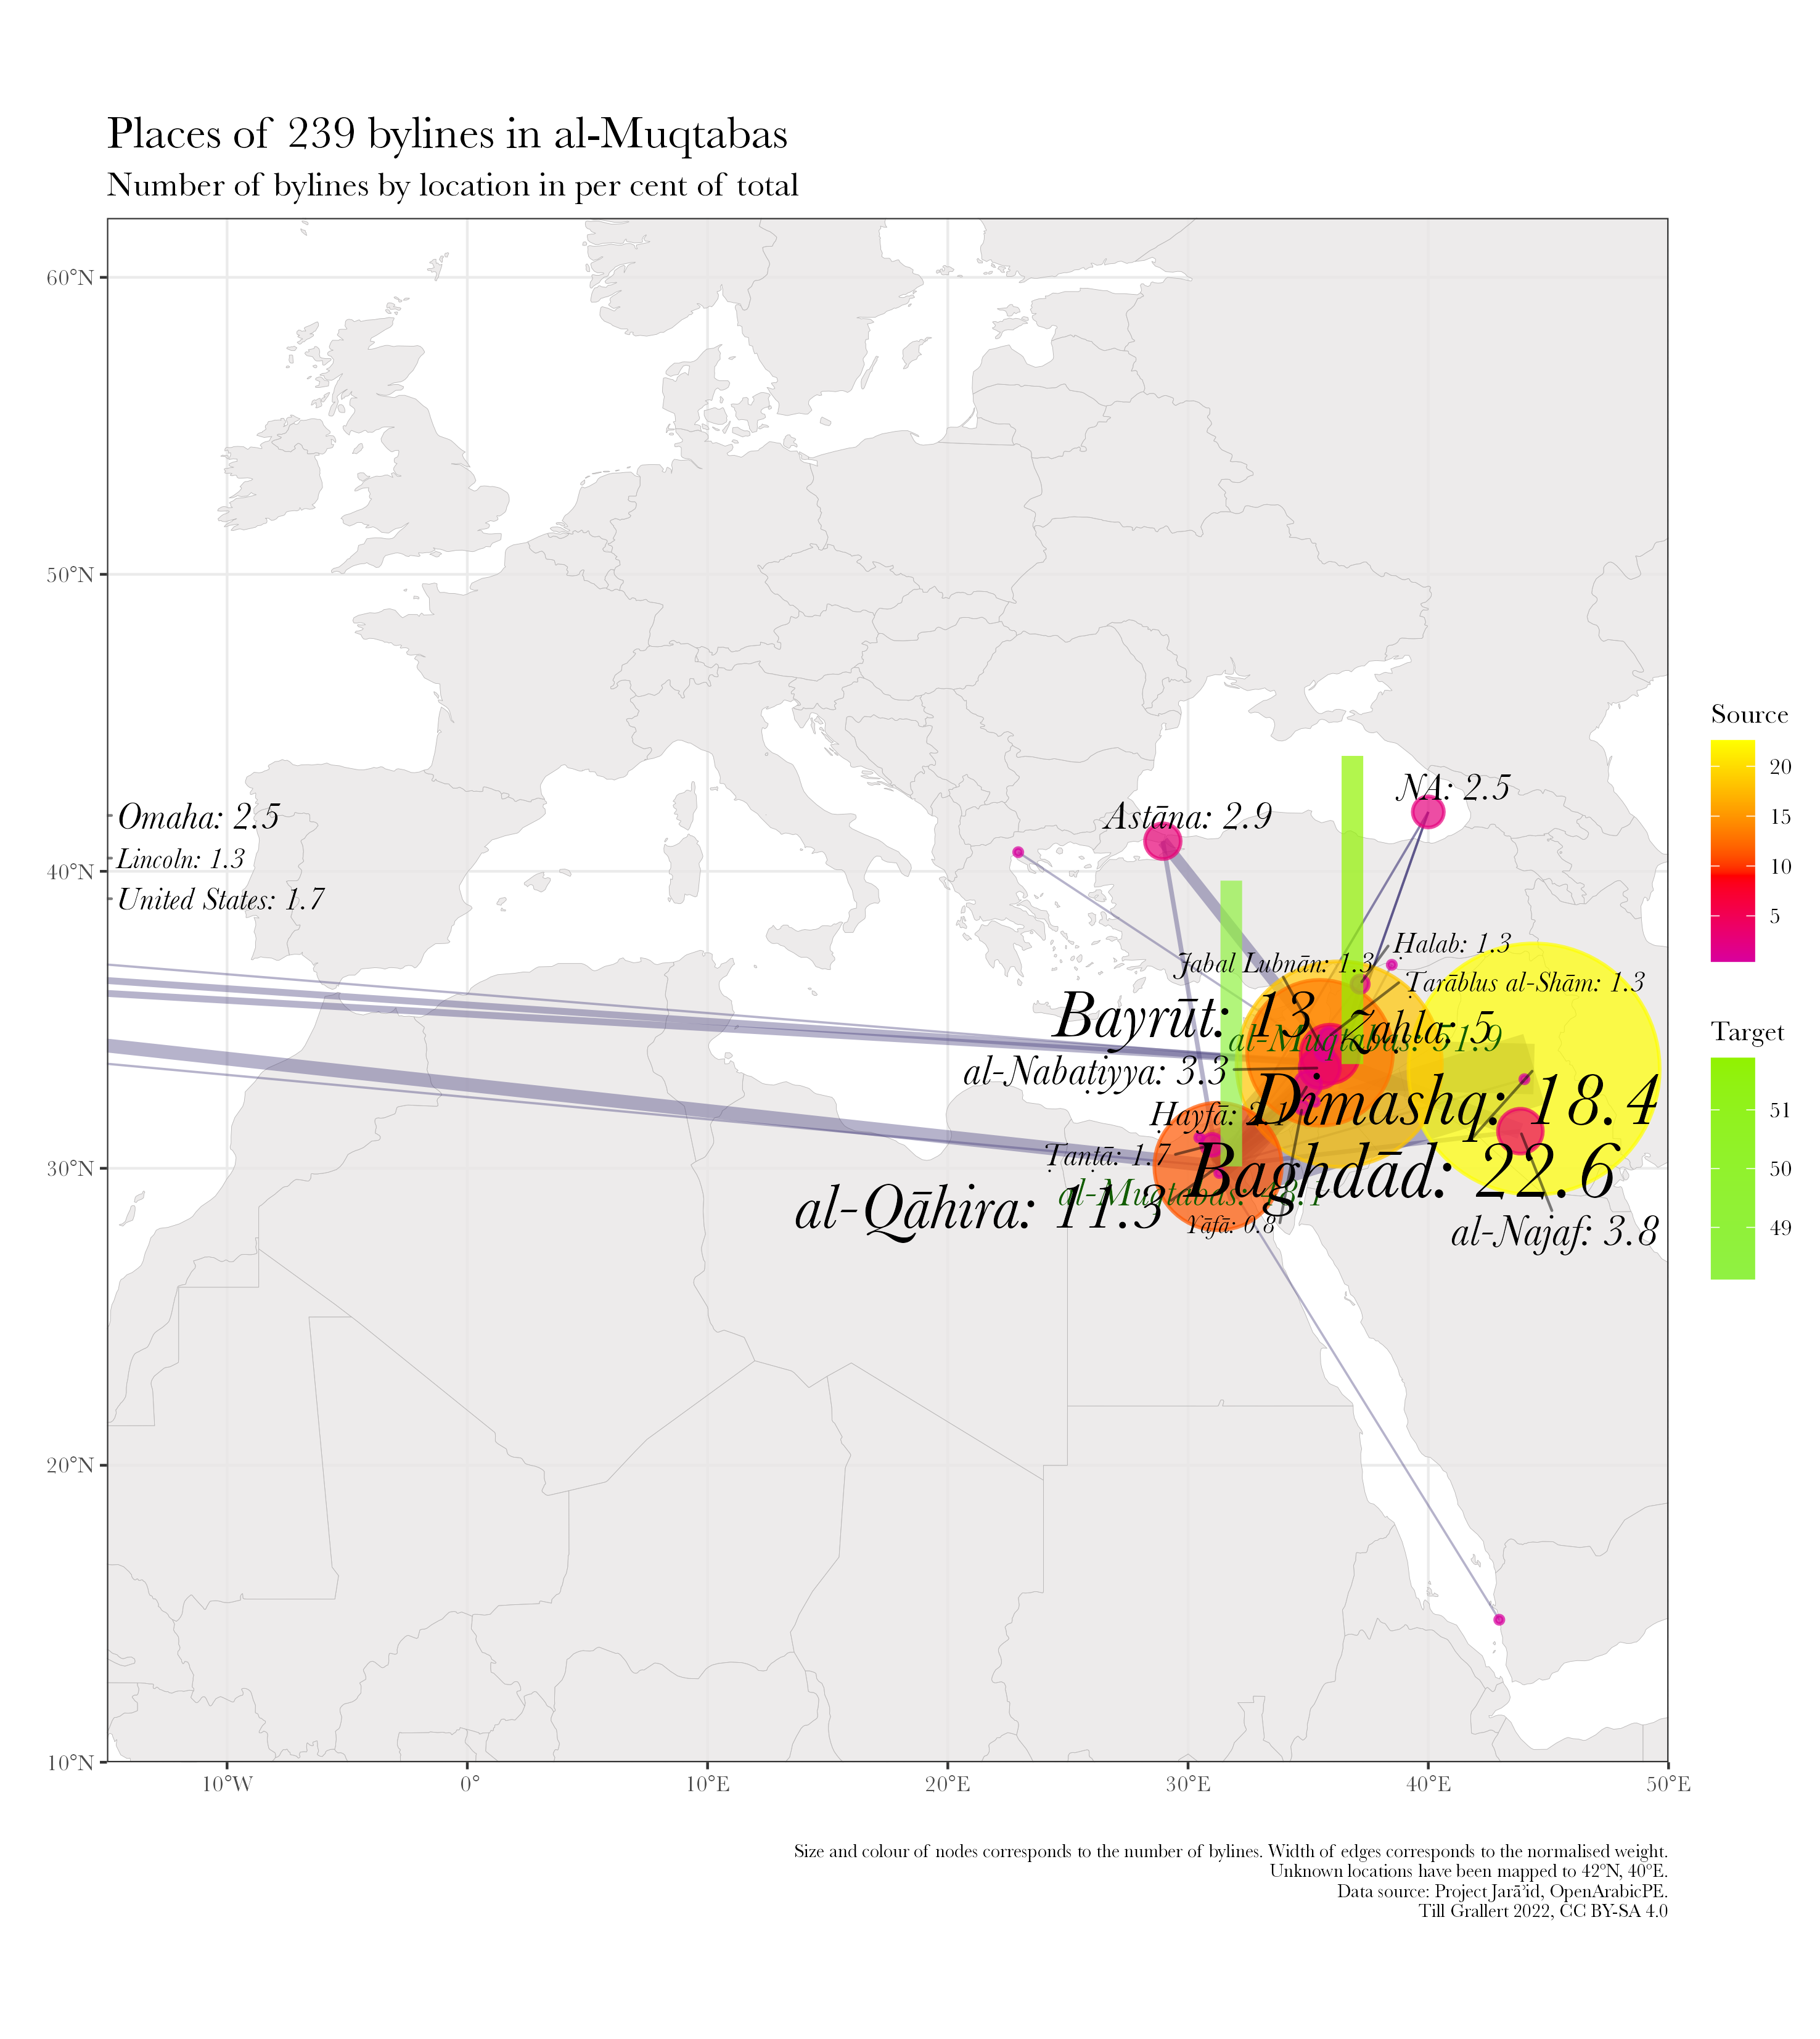 Places of 239 bylines in al-Muqtabas
Number of bylines by location in per cent of total
60°N
50°N
40°N
30°N
20°N
10°N
Omaha: 2.5
Lincoln: 1.3
United States: 1.7
NA: 2.5
Astāna: 2.9
Ḥalab: 1.3
Jabal Lubnān: 1.3
Ṭarāblus al-Shām: 1.3
Bayrūt: 13
Zaḥla: 5
al-Muqtabas: 51.9
al-Nabaṭiyya: 3.3
Dimashq: 18.4
Ḥayfā: 2.1
Ṭanṭā: 1.7
Baghdād: 22.6
al-Muqtabas: 48.1
al-Qāhira: 11.3
Yāfā: 0.8
al-Najaf: 3.8
10°W
0°
10°E
20°E
30°E
40°E
50°E
Source
20
15
10
5
Target
51
50
49
Size and colour of nodes corresponds to the number of bylines. Width of edges corresponds to the normalised weight.
Unknown locations have been mapped to 42°N, 40°E.
Data source: Project Jarāʾid, OpenArabicPE.
Till Grallert 2022, CC BY-SA 4.0